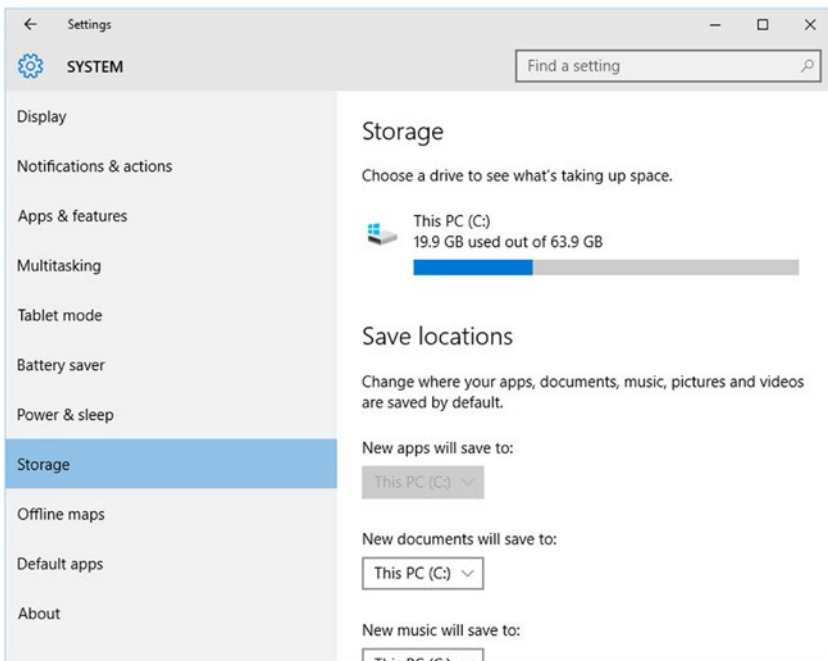 Settings
SYSTEM
Find a setting
Display
Notifications & actions
Apps & features
Multitasking
Tablet mode
Battery saver
Power & sleep
Storage
Offline maps
Default apps
About
Storage
Choose a drive to see what's taking up space.
This PC (C:)
19.9 GB used out of 63.9 GB
Save locations
Change where your apps, documents, music, pictures and videos
are saved by default.
New apps will save to:
This PC (C:)
New documents will save to:
This PC (C:)
New music will save to:
This PC (C:)